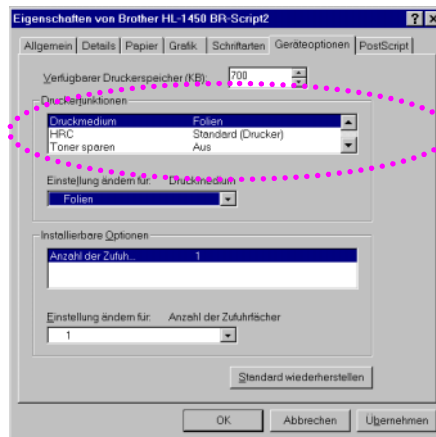 Eigenschaften von Brother HL-1450 BR-Script2
Allgemein Details Papier Grafik Schriftarten Geräteoptionen PostScript
Verfügbarer Druckerspeicher (KB): 700
Druckerfunktionen
Druckmedium Folien
HRC Standard (Drucker)
Toner sparen Aus
Einstellung ändern für: Druckmedium
Folien
Installierbare Optionen
Anzahl der Zufuh... 1
Einstellung ändern für: Anzahl der Zufuhrfächer
1
Standard wiederherstellen
OK Abbrechen Übernehmen